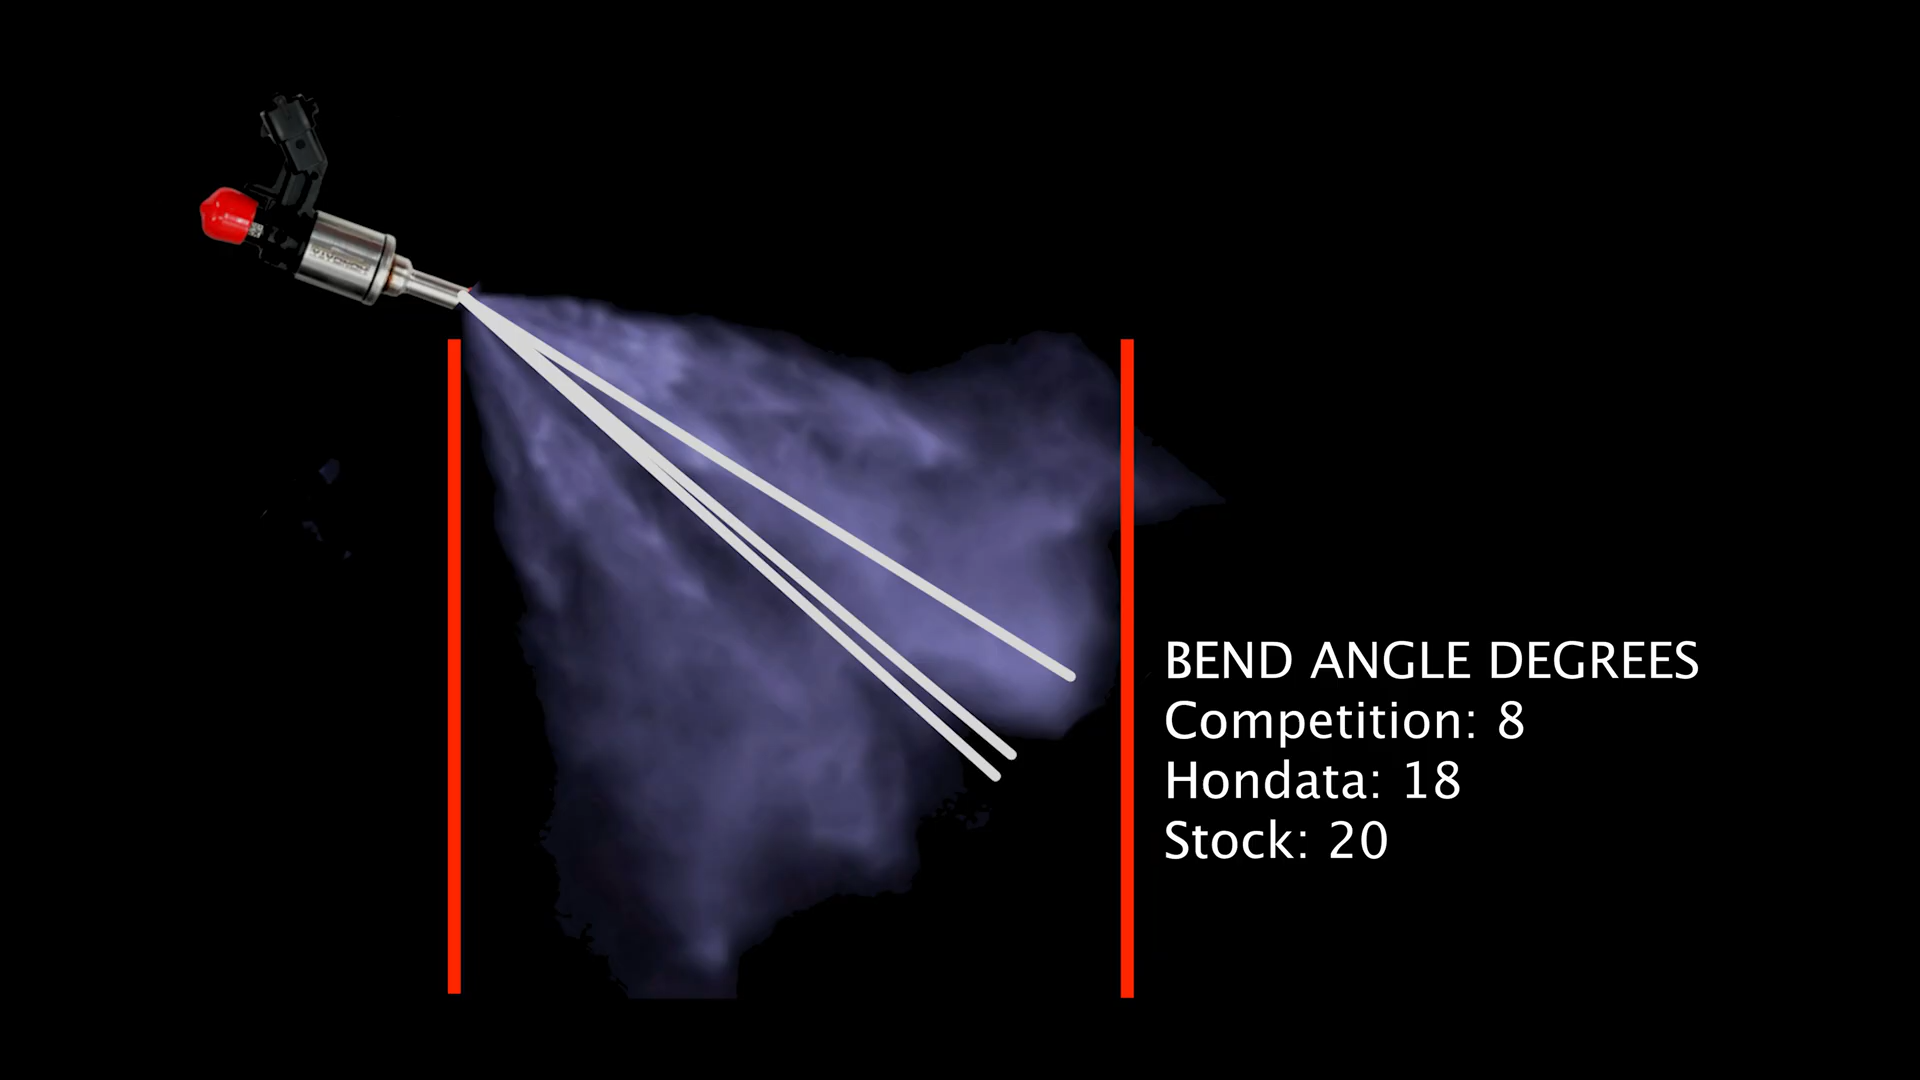 BEND ANGLE DEGREES
Competition: 8
Hondata: 18
Stock: 20